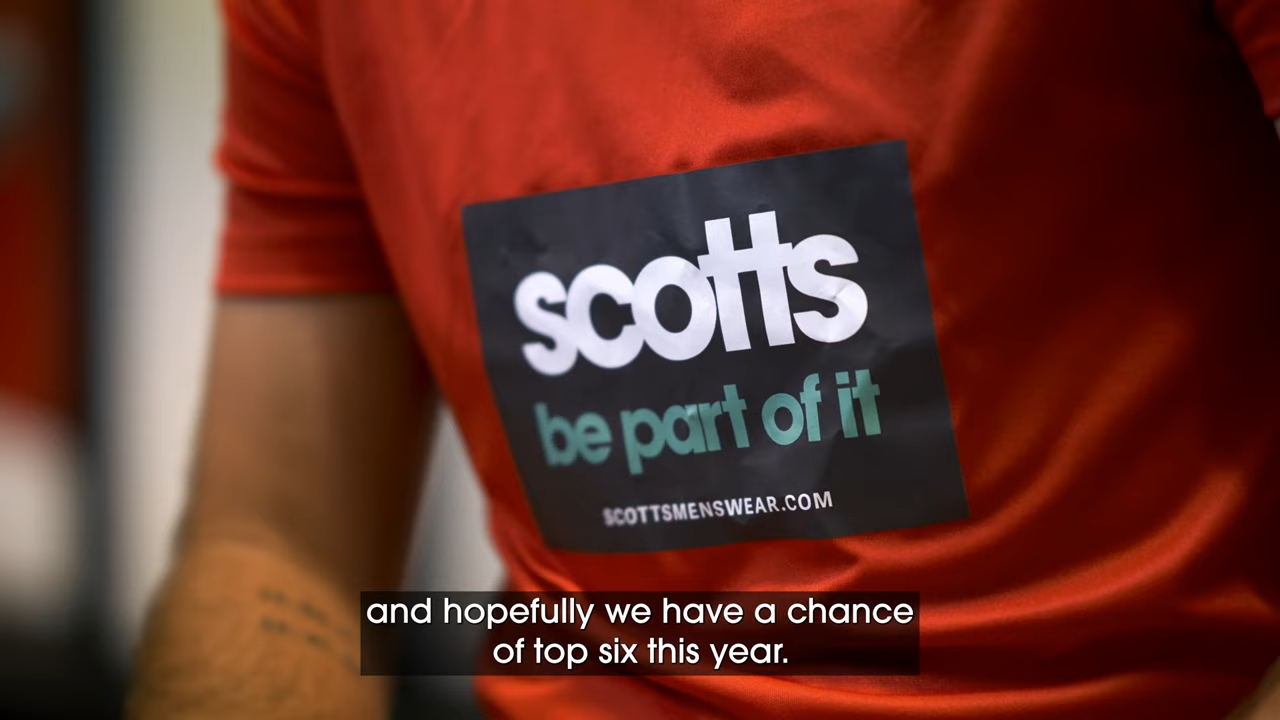 scotts
be part of it
SCOTTSMENSWEAR.COM
and hopefully we have a chance
of top six this year.